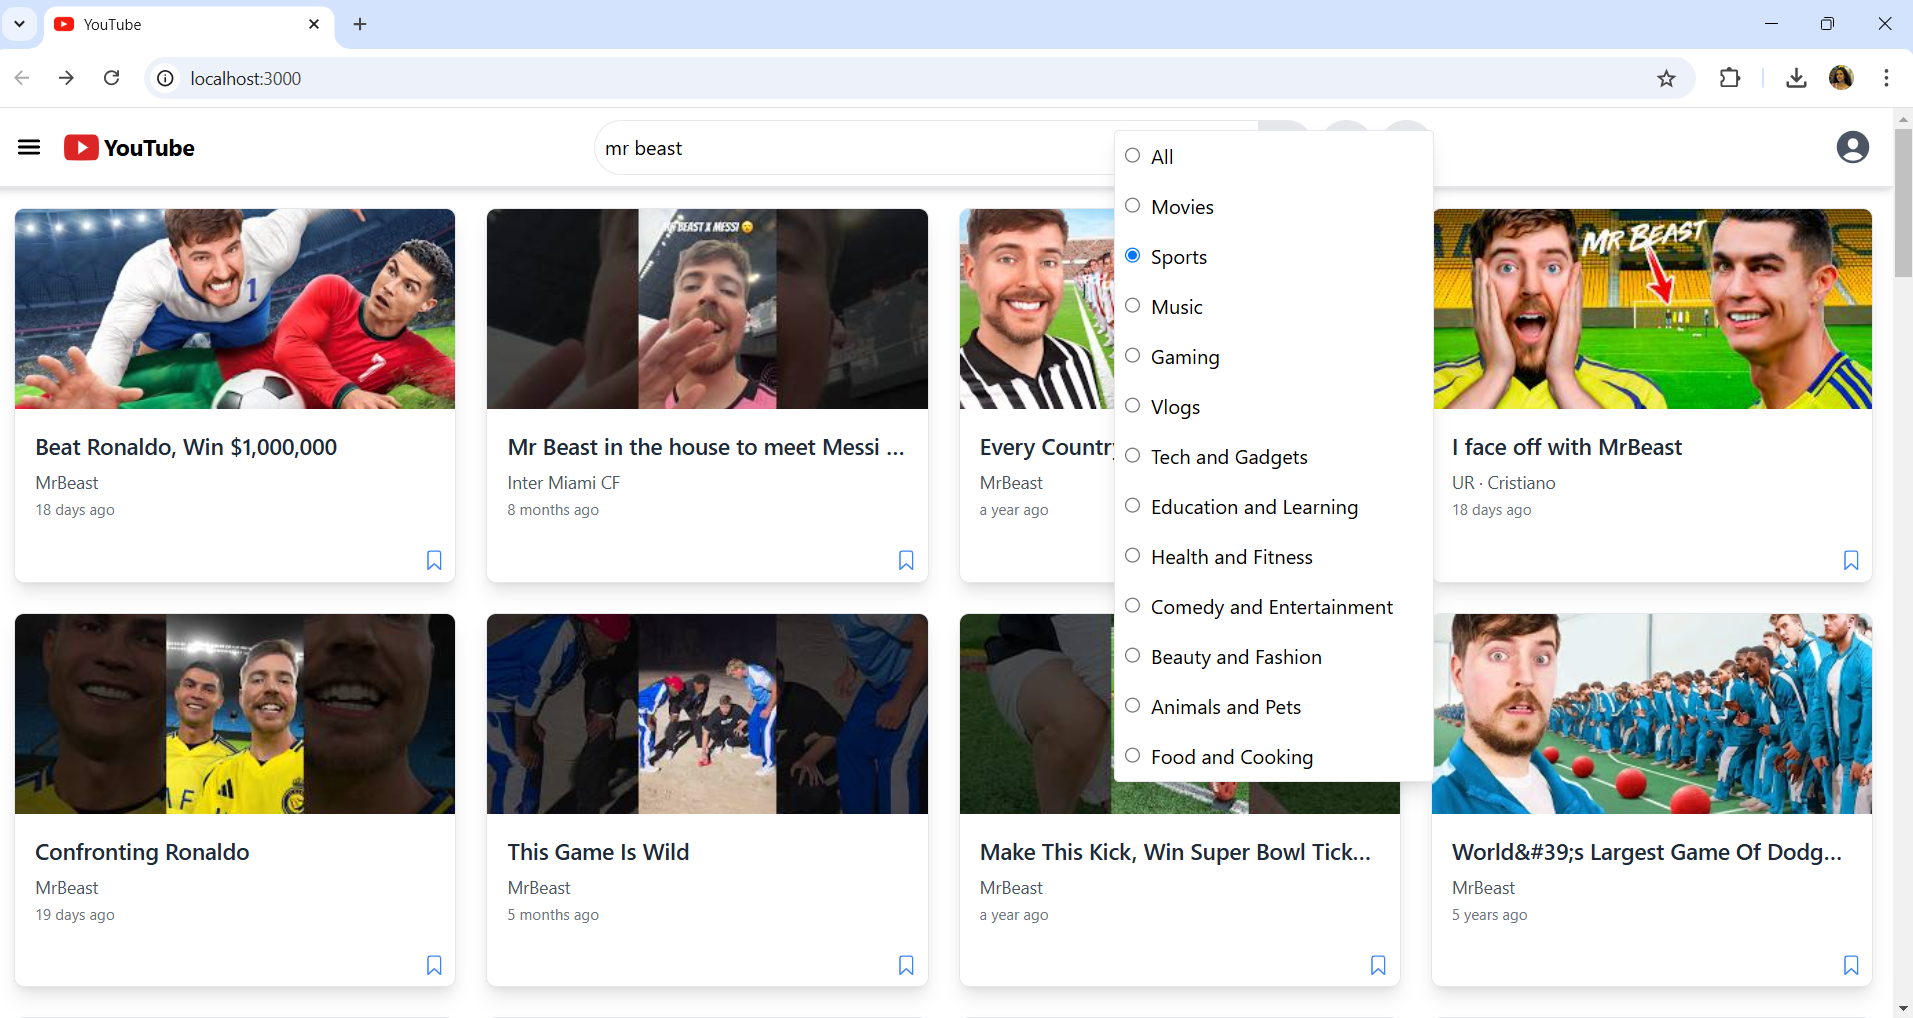 YouTube
localhost:3000
YouTube
mr beast
All
Movies
Sports
Music
Gaming
Vlogs
Tech and Gadgets
Education and Learning
Health and Fitness
Comedy and Entertainment
Beauty and Fashion
Animals and Pets
Food and Cooking
1
7
BEAST X MESSI
MR BEAST
Beat Ronaldo, Win $1,000,000
MrBeast
18 days ago
Mr Beast in the house to meet Messi ...
Inter Miami CF
8 months ago
Every Country
MrBeast
a year ago
I face off with MrBeast
UR · Cristiano
18 days ago
Confronting Ronaldo
MrBeast
19 days ago
This Game Is Wild
MrBeast
5 months ago
Make This Kick, Win Super Bowl Tick...
MrBeast
a year ago
World&#39;s Largest Game Of Dodg...
MrBeast
5 years ago